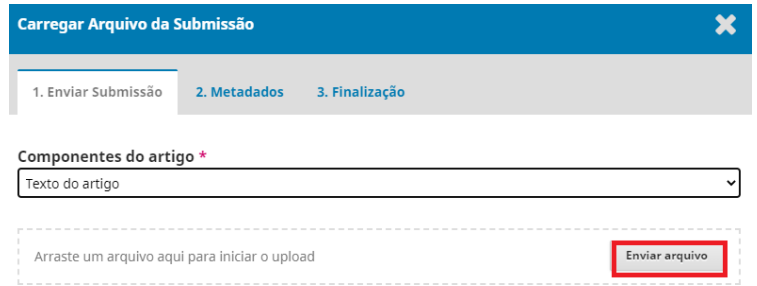 Carregar Arquivo da Submissão
1. Enviar Submissão 2. Metadados 3. Finalização
Componentes do artigo *
Texto do artigo
Arraste um arquivo aqui para iniciar o upload Enviar arquivo